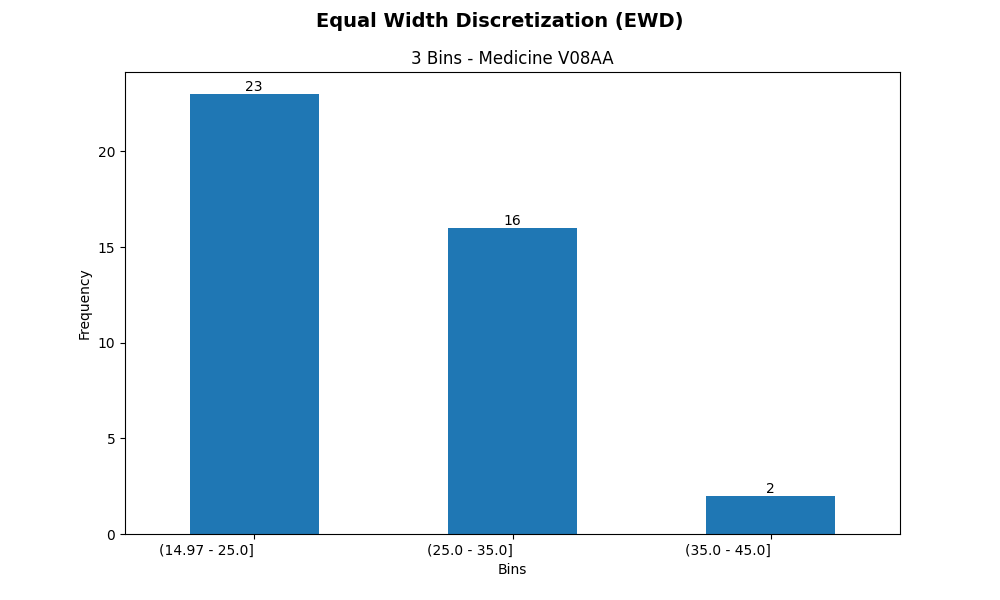 Equal Width Discretization (EWD)
3 Bins - Medicine V08AA
23
16
2
20
15
10
5
0
Frequency
(14.97 - 25.0]
(25.0 - 35.0]
(35.0 - 45.0]
Bins